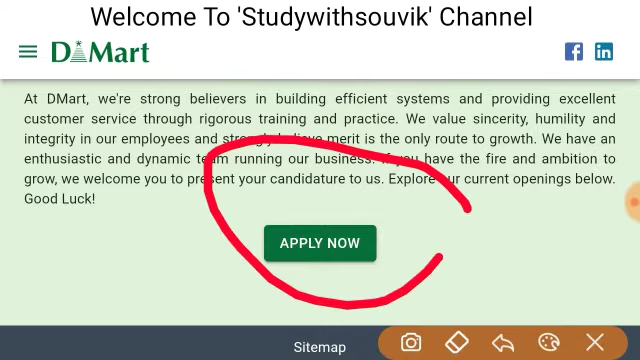 Welcome To 'Studywithsouvik' Channel
D Mart
At DMart, we're strong believers in building efficient systems and providing excellent
customer service through rigorous training and practice. We value sincerity, humility and
integrity in our employees and strongly believe merit is the only route to growth. We have an
enthusiastic and dynamic team running our business. If you have the fire and ambition to
grow, we welcome you to present your candidature to us. Explore our current openings below.
Good Luck!
APPLY NOW
Sitemap